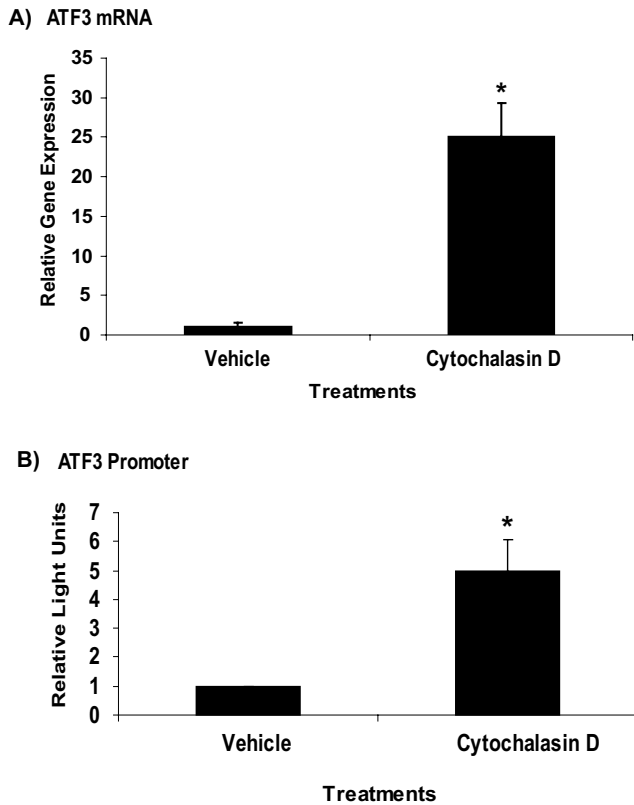 A) ATF3 mRNA
Relative Gene Expression
35
30
25
20
15
10
5
0
*
Vehicle Cytochalasin D
Treatments
B) ATF3 Promoter
Relative Light Units
7
6
5
4
3
2
1
0
*
Vehicle Cytochalasin D
Treatments